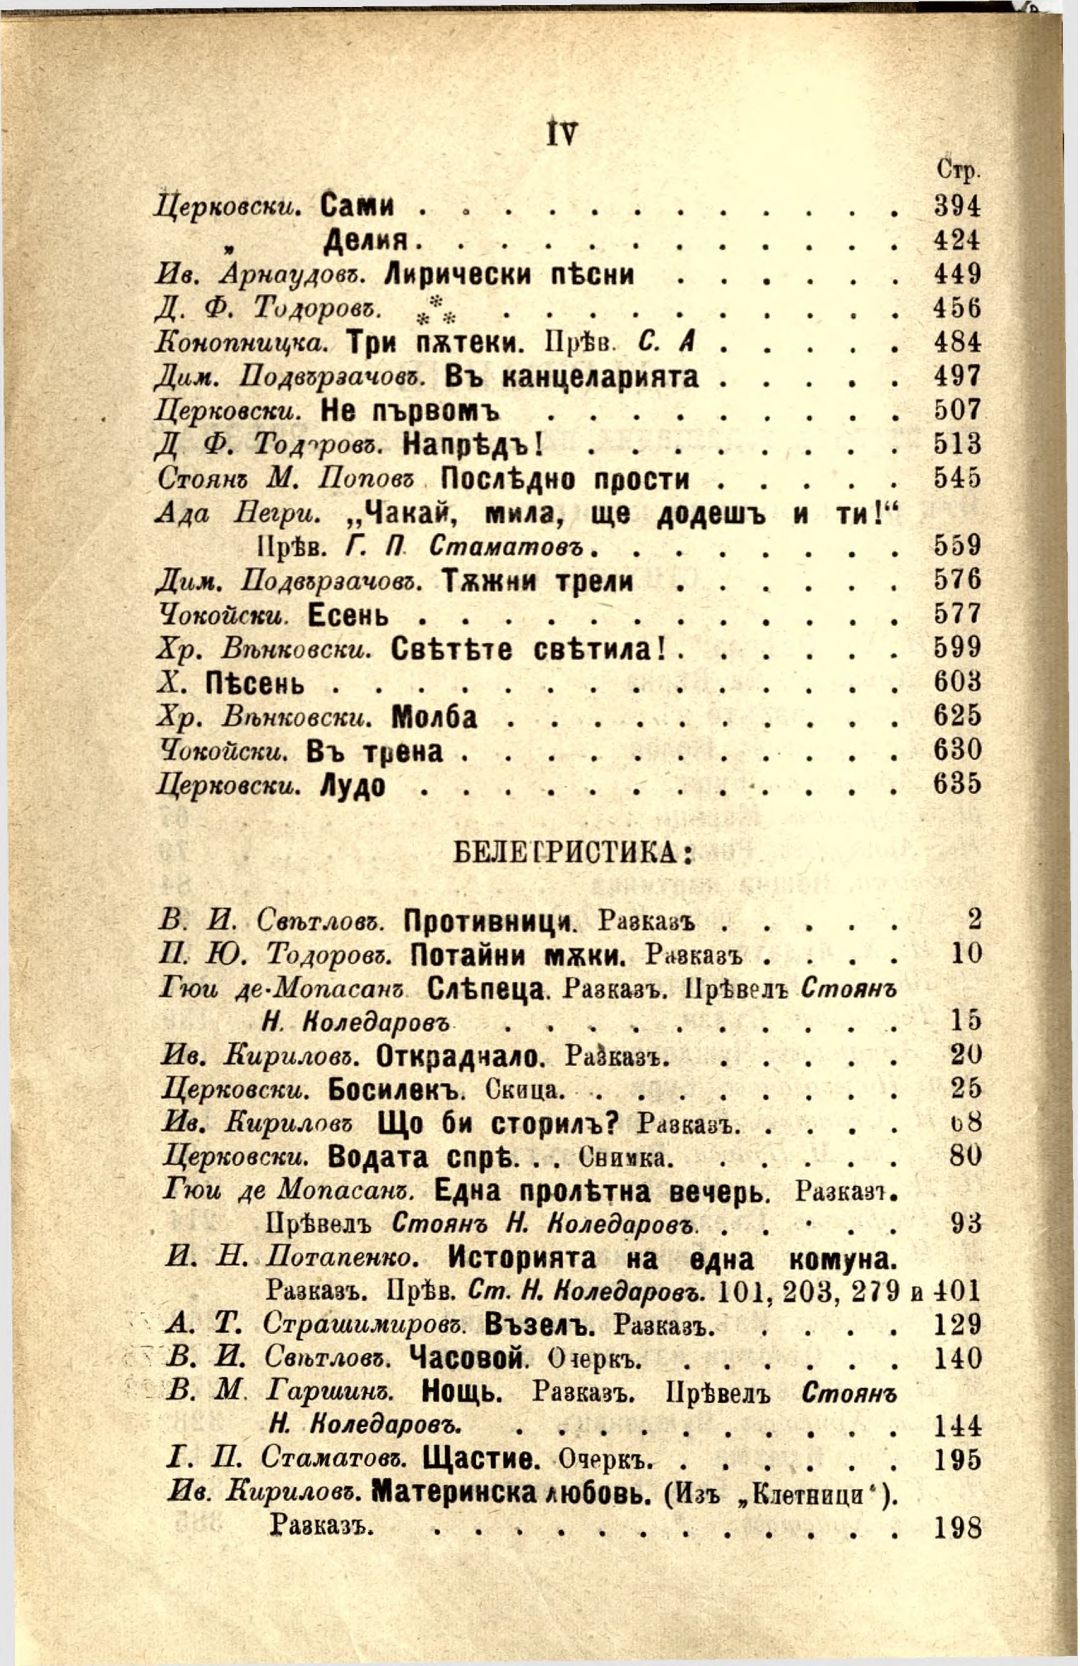 IV
Стр.
Церковски. Сами . . . . . . . . . . . . 394
„ Делия . . . . . . . . . . . . 424
Ив. Арнаудовъ. Лирически пѣсни . . . . . . 449
Д. Ф. Тодоровъ. *** . . . . . . . . . . 456
Конопницка. Три пѫтеки. Прѣв. С. А . . . . . 484
Дим. Подвързачовъ. Въ канцеларията . . . . . 497
Церковски. Не първомъ . . . . . . . . . 507
Д. Ф. Тодоровъ. Напрѣдъ! . . . . . . . . 513
Стоянъ М. Поповъ. Послѣдно прости . . . . . 545
Ада Негри. „Чакай, мила, ще додешъ и ти!“
Прѣв. Г. П. Стаматовъ . . . . . . . . 559
Дим. Подвързачовъ. Тѫжни трели . . . . . . 576
Чокойски. Есень . . . . . . . . . . . . 577
Хр. Вѣнковски. Свѣтѣте свѣтила! . . . . . . 599
Х. Пѣсень . . . . . . . . . . . . . . 603
Хр. Вѣнковски. Молба . . . . . . . . . . 625
Чокойски. Въ трена . . . . . . . . . . . 630
Церковски. Лудо . . . . . . . . . . . . 635
БЕЛЕТРИСТИКА:
В. И. Свѣтловъ. Противници. Разказъ . . . . . 2
П. Ю. Тодоровъ. Потайни мѫки. Разказъ . . . . 10
Гюи де-Мопасанъ. Слѣпеца. Разказъ. Прѣвелъ Стоянъ
Н. Коледаровъ . . . . . . . . . . 15
Ив. Кириловъ. Откраднало. Разказъ. . . . . . 20
Церковски. Босилекъ. Скица. . . . . . . . . 25
Ив. Кириловъ Що би сторилъ? Разказъ. . . . . 68
Церковски. Водата спрѣ. . . Снимка. . . . . . . 80
Гюи де Мопасанъ. Една пролѣтна вечерь. Разказъ.
Прѣвелъ Стоянъ Н. Коледаровъ. . . . . . 93
И. Н. Потапенко. Историята на една комуна.
Разказъ. Прѣв. Ст. Н. Коледаровъ. 101, 203, 279 и 401
А. Т. Страшимировъ. Възелъ. Разказъ. . . . . 129
В. И. Свѣтловъ. Часовой. Очеркъ. . . . . . . 140
В. М. Гаршинъ. Нощь. Разказъ. Прѣвелъ Стоянъ
Н. Коледаровъ. . . . . . . . . . . 144
І. П. Стаматовъ. Щастие. Очеркъ. . . . . . . 195
Ив. Кириловъ. Материнска любовь. (Изъ „Клетници“).
Разказъ. . . . . . . . . . . . . 198